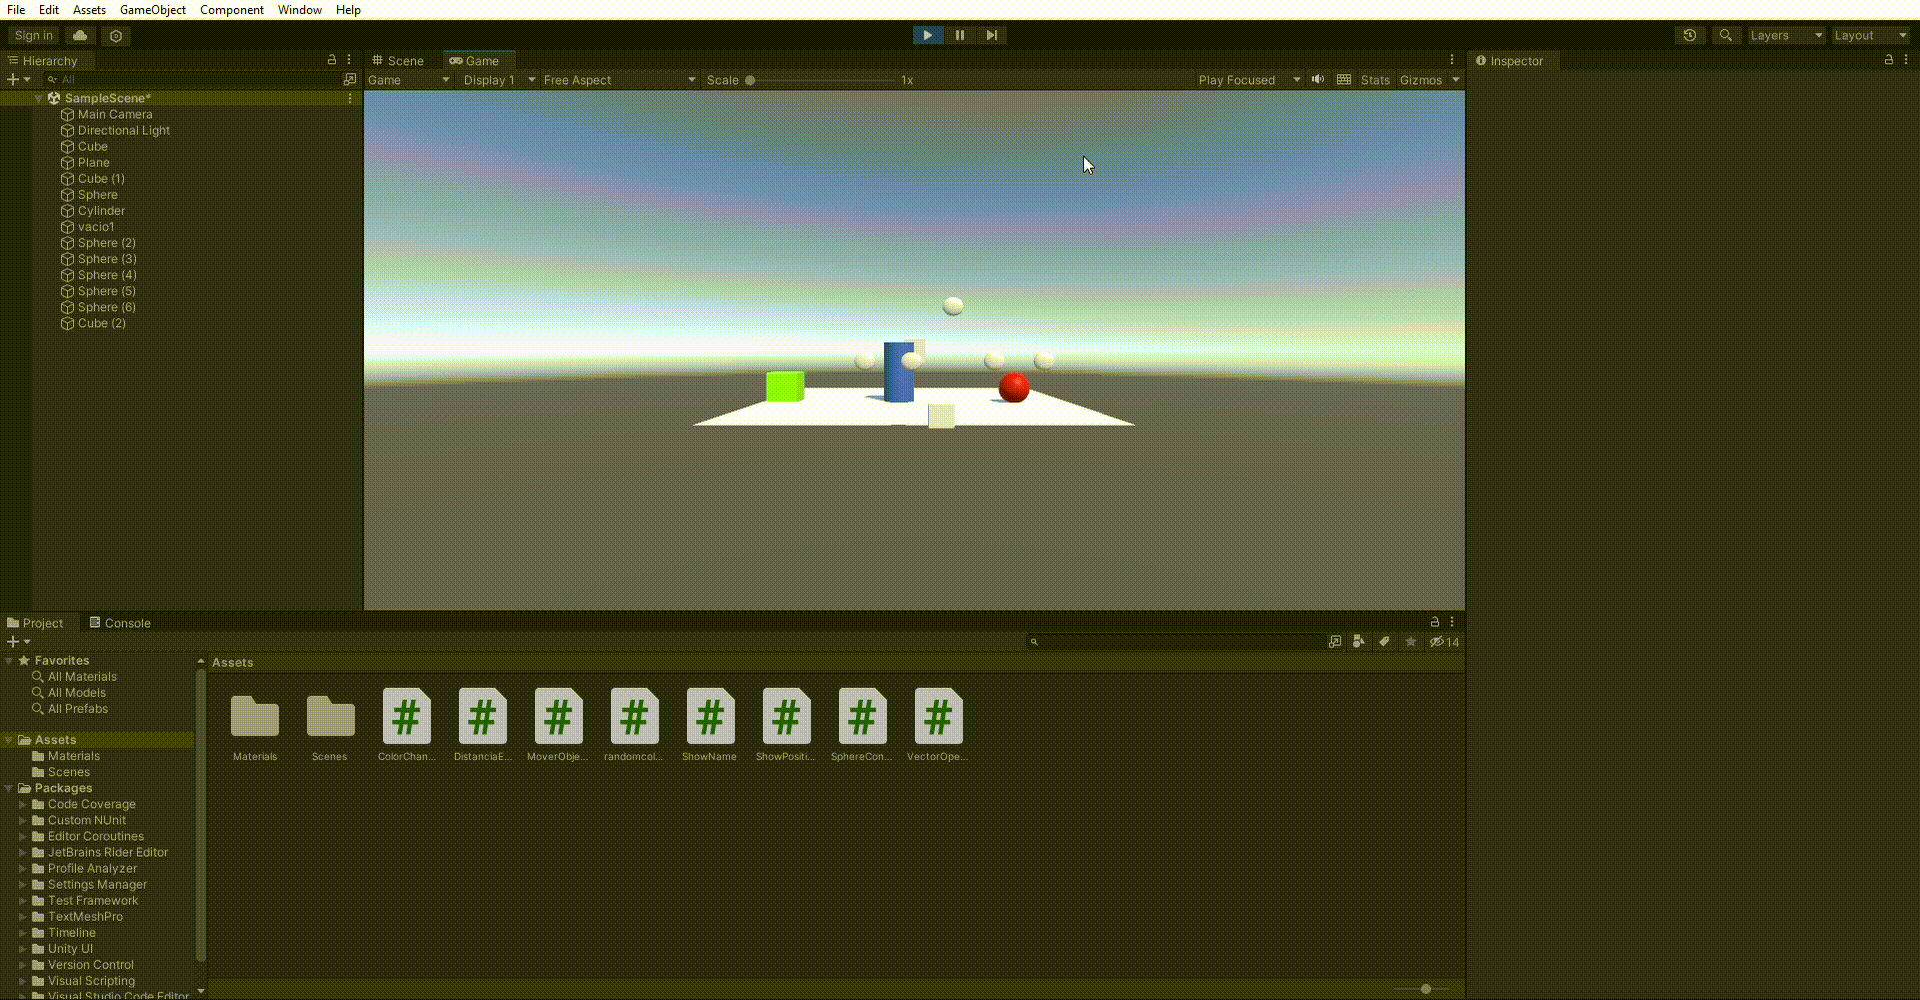 File Edit Assets GameObject Component Window Help
Sign in
Layers Layout
Hierarchy
All
SampleScene*
Main Camera
Directional Light
Cube
Plane
Cube (1)
Sphere
Cylinder
vacio1
Sphere (2)
Sphere (3)
Sphere (4)
Sphere (5)
Sphere (6)
Cube (2)
Scene Game
Game Display 1 Free Aspect Scale 1x Play Focused Stats Gizmos
Inspector
Project Console
14
Favorites
All Materials
All Models
All Prefabs
Assets
Materials
Scenes
Packages
Code Coverage
Custom NUnit
Editor Coroutines
JetBrains Rider Editor
Profile Analyzer
Settings Manager
Test Framework
TextMeshPro
Timeline
Unity UI
Version Control
Visual Scripting
Visual Studio Code Editor
Assets
Materials Scenes ColorChan... DistanciaE... MoverObje... randomcol... ShowName ShowPositi... SphereCon... VectorOpe...